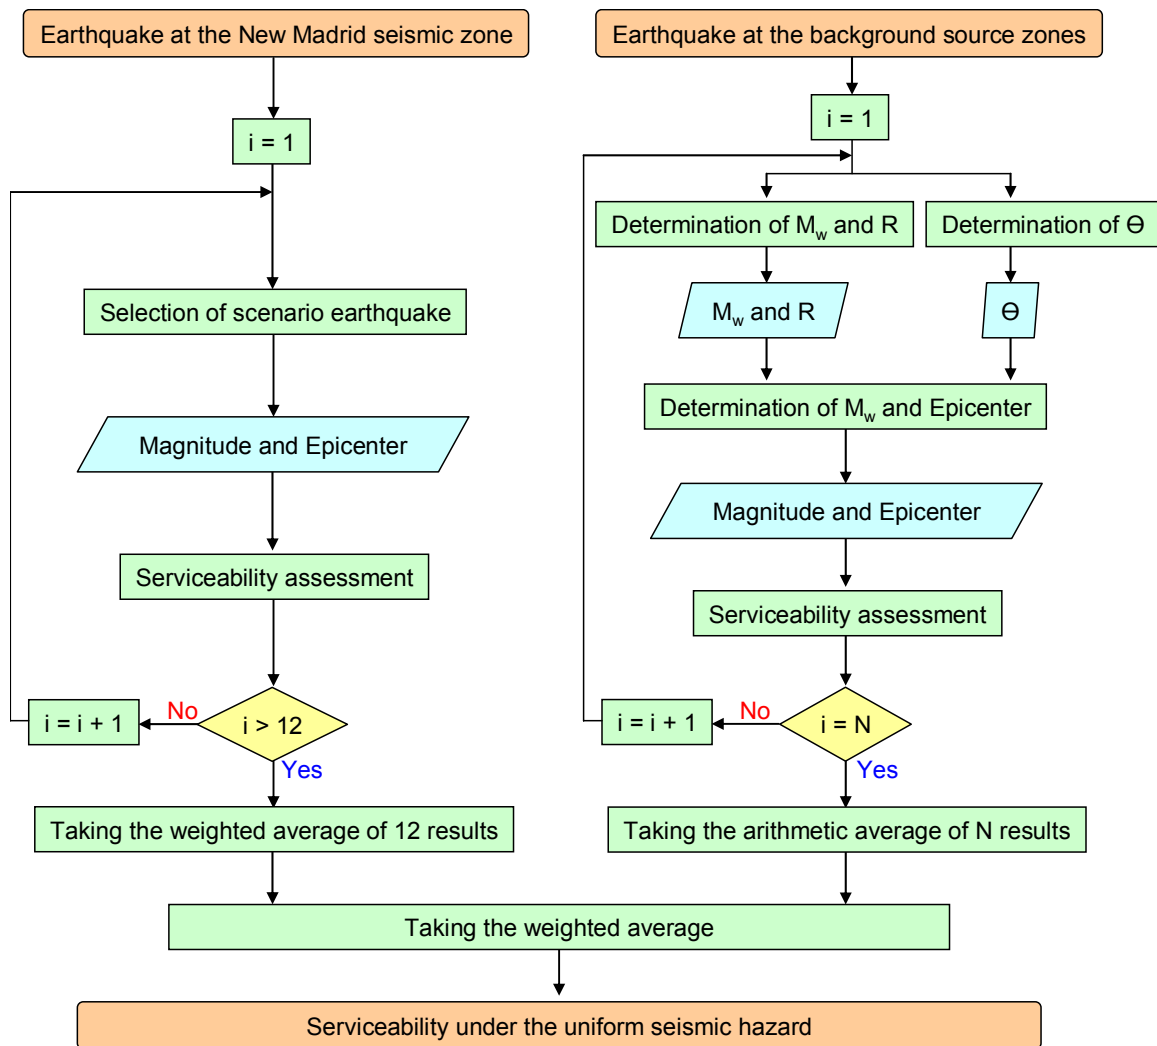 Earthquake at the New Madrid seismic zone
i = 1
Selection of scenario earthquake
Magnitude and Epicenter
Serviceability assessment
i > 12
No
i = i + 1
Yes
Taking the weighted average of 12 results
Earthquake at the background source zones
i = 1
Determination of Mw and R
Determination of Θ
Mw and R
Θ
Determination of Mw and Epicenter
Magnitude and Epicenter
Serviceability assessment
i = N
No
i = i + 1
Yes
Taking the arithmetic average of N results
Taking the weighted average
Serviceability under the uniform seismic hazard